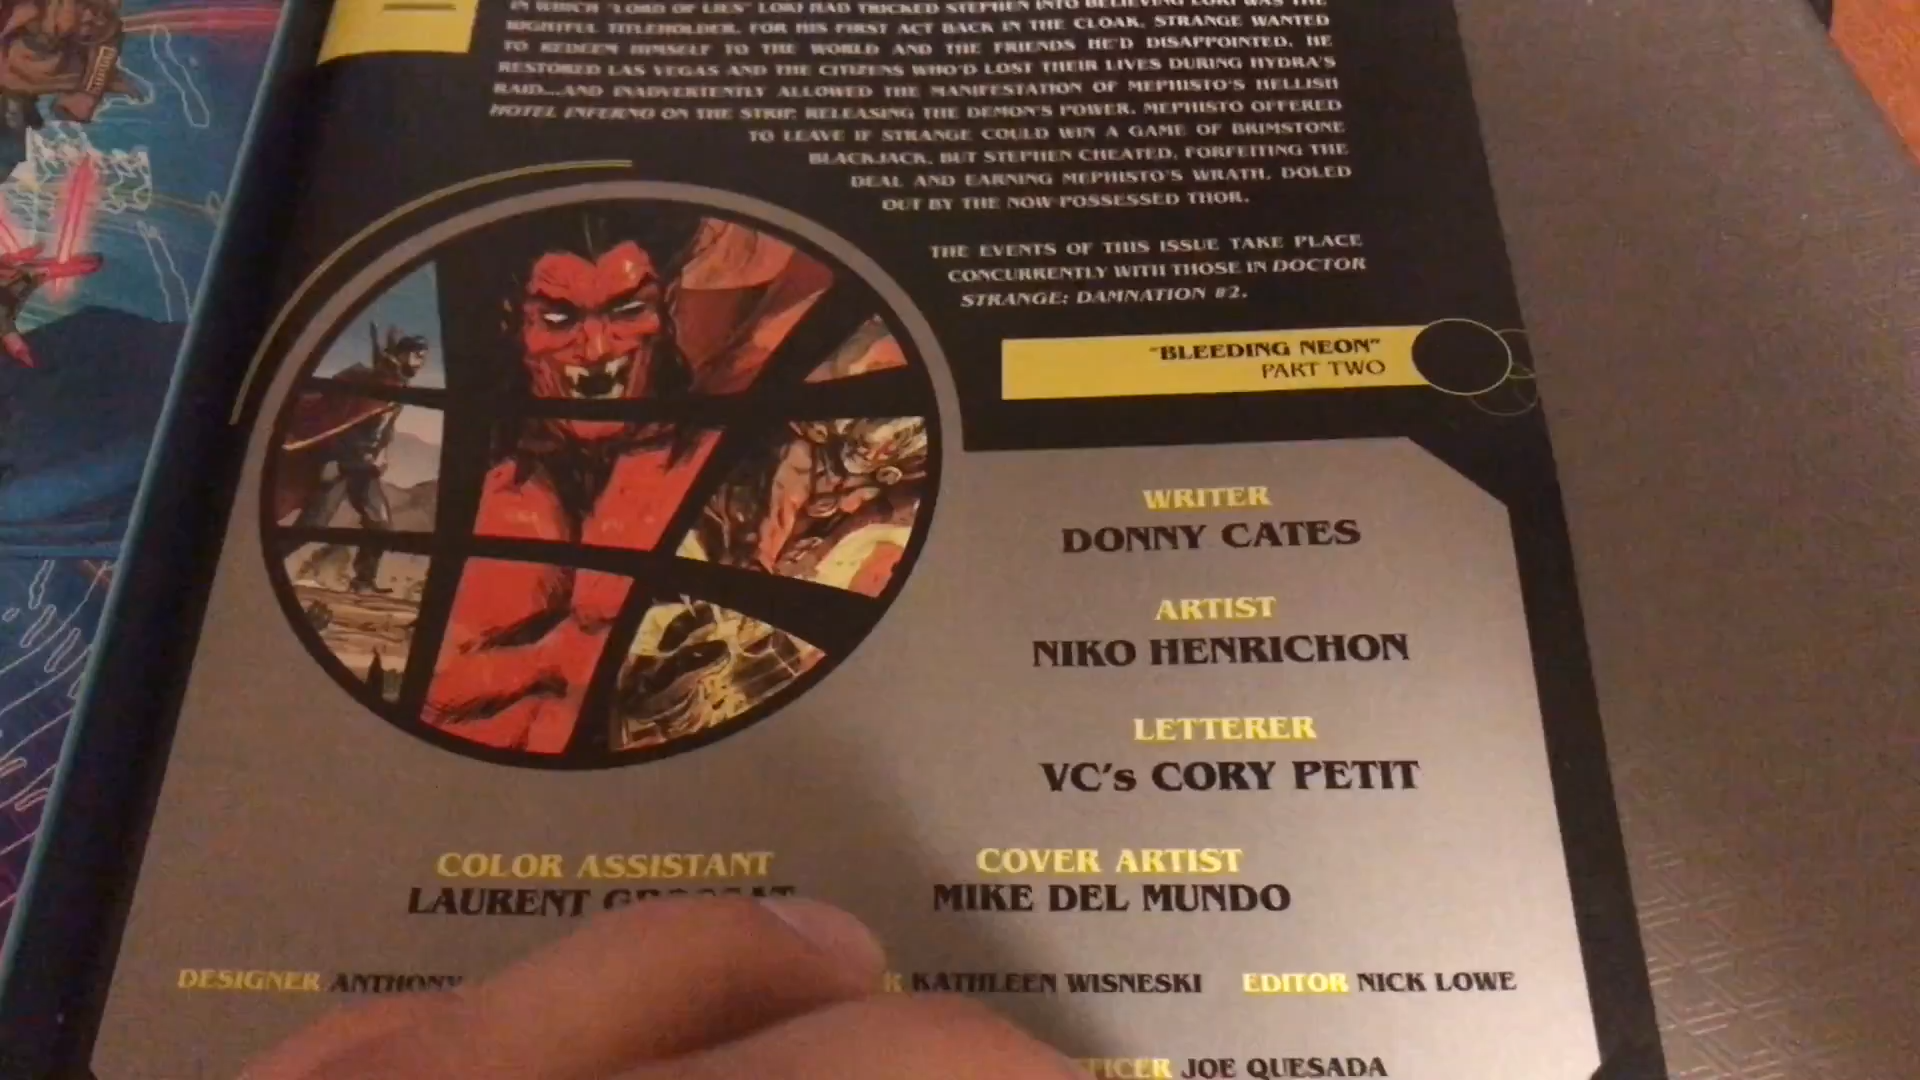 IN WHICH "LORD OF LIES" LOKI HAD TRICKED STEPHEN INTO BELIEVING LOKI WAS THE
RIGHTFUL TITLEHOLDER. FOR HIS FIRST ACT BACK IN THE CLOAK, STRANGE WANTED
TO REDEEM HIMSELF TO THE WORLD AND THE FRIENDS HE'D DISAPPOINTED. HE
RESTORED LAS VEGAS AND THE CITIZENS WHO'D LOST THEIR LIVES DURING HYDRA'S
RAID...AND INADVERTENTLY ALLOWED THE MANIFESTATION OF MEPHISTO'S HELLISH
HOTEL INFERNO ON THE STRIP. RELEASING THE DEMON'S POWER. MEPHISTO OFFERED
TO LEAVE IF STRANGE COULD WIN A GAME OF BRIMSTONE
BLACKJACK, BUT STEPHEN CHEATED, FORFEITING THE
DEAL AND EARNING MEPHISTO'S WRATH, DOLED
OUT BY THE NOW-POSSESSED THOR.
THE EVENTS OF THIS ISSUE TAKE PLACE
CONCURRENTLY WITH THOSE IN DOCTOR
STRANGE: DAMNATION #2.
"BLEEDING NEON"
PART TWO
WRITER
DONNY CATES
ARTIST
NIKO HENRICHON
LETTERER
VC's CORY PETIT
COLOR ASSISTANT
LAURENT
COVER ARTIST
MIKE DEL MUNDO
DESIGNER ANTHONY KATHLEEN WISNESKI EDITOR NICK LOWE
JOE QUESADA